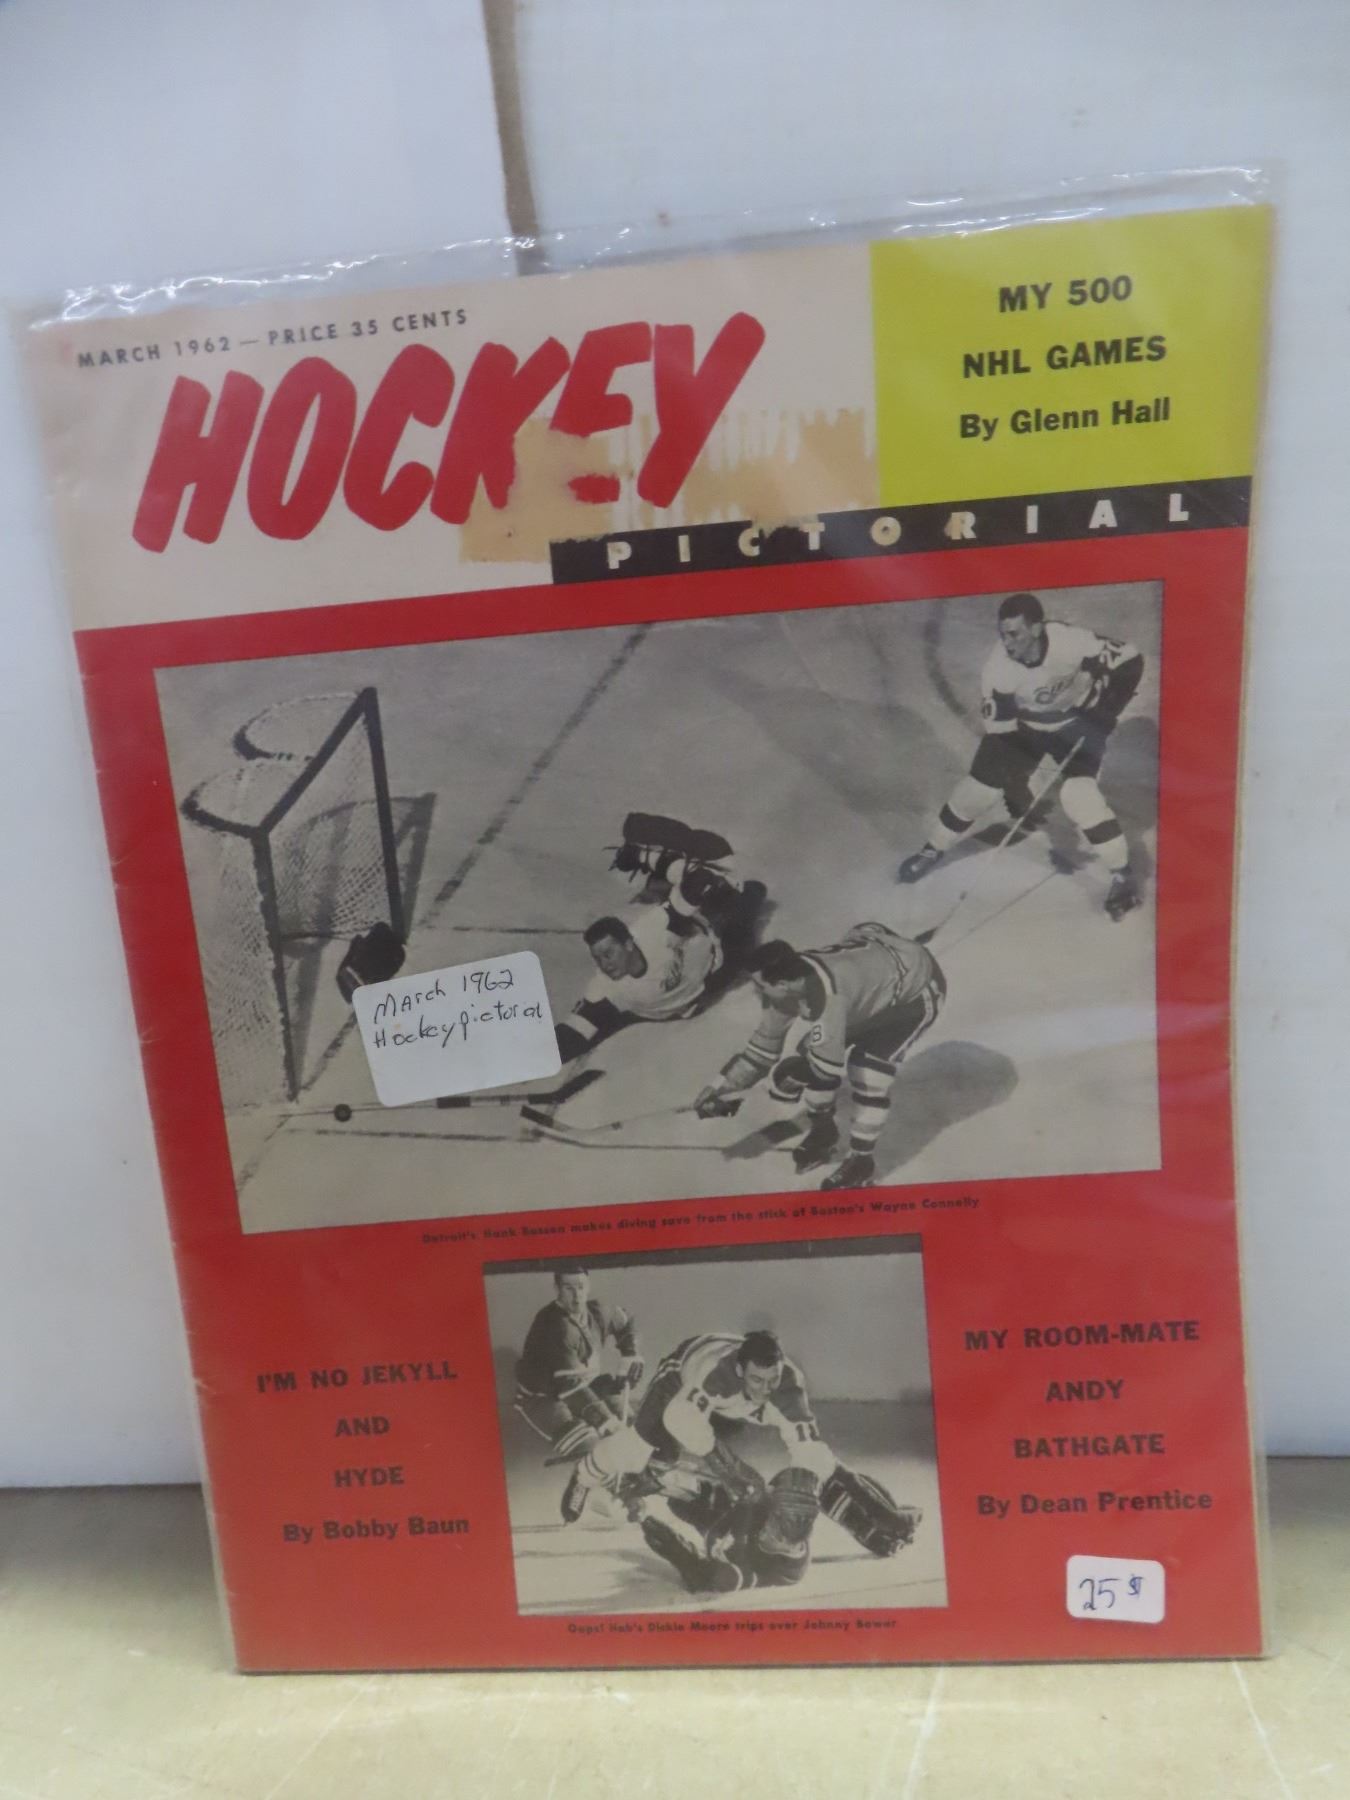 MARCH 1962 — PRICE 35 CENTS
HOCKEY
PICTORIAL
MY 500
NHL GAMES
By Glenn Hall
March 1962
Hockey pictorial
Detroit's Hank Bassen makes diving save from the stick of Boston's Wayne Connelly
I'M NO JEKYLL
AND
HYDE
By Bobby Baun
MY ROOM-MATE
ANDY
BATHGATE
By Dean Prentice
25 $
Oops! Hab's Dickie Moore trips over Johnny Bower